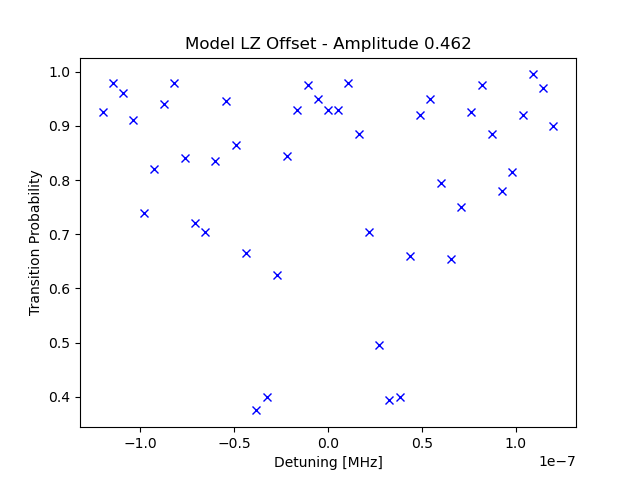 Model LZ Offset - Amplitude 0.462
Transition Probability
1.0
0.9
0.8
0.7
0.6
0.5
0.4
−1.0 −0.5 0.0 0.5 1.0
1e−7
Detuning [MHz]